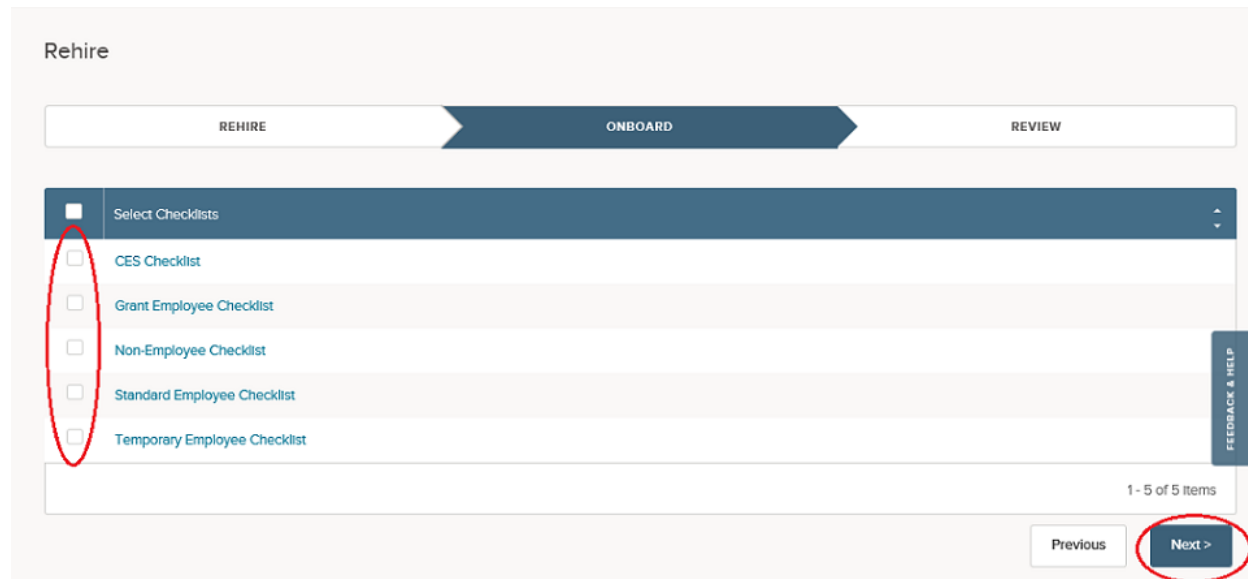 Rehire
REHIRE ONBOARD REVIEW
Select Checklists
CES Checklist
Grant Employee Checklist
Non-Employee Checklist
Standard Employee Checklist
Temporary Employee Checklist
FEEDBACK & HELP
1 - 5 of 5 Items
Previous Next >